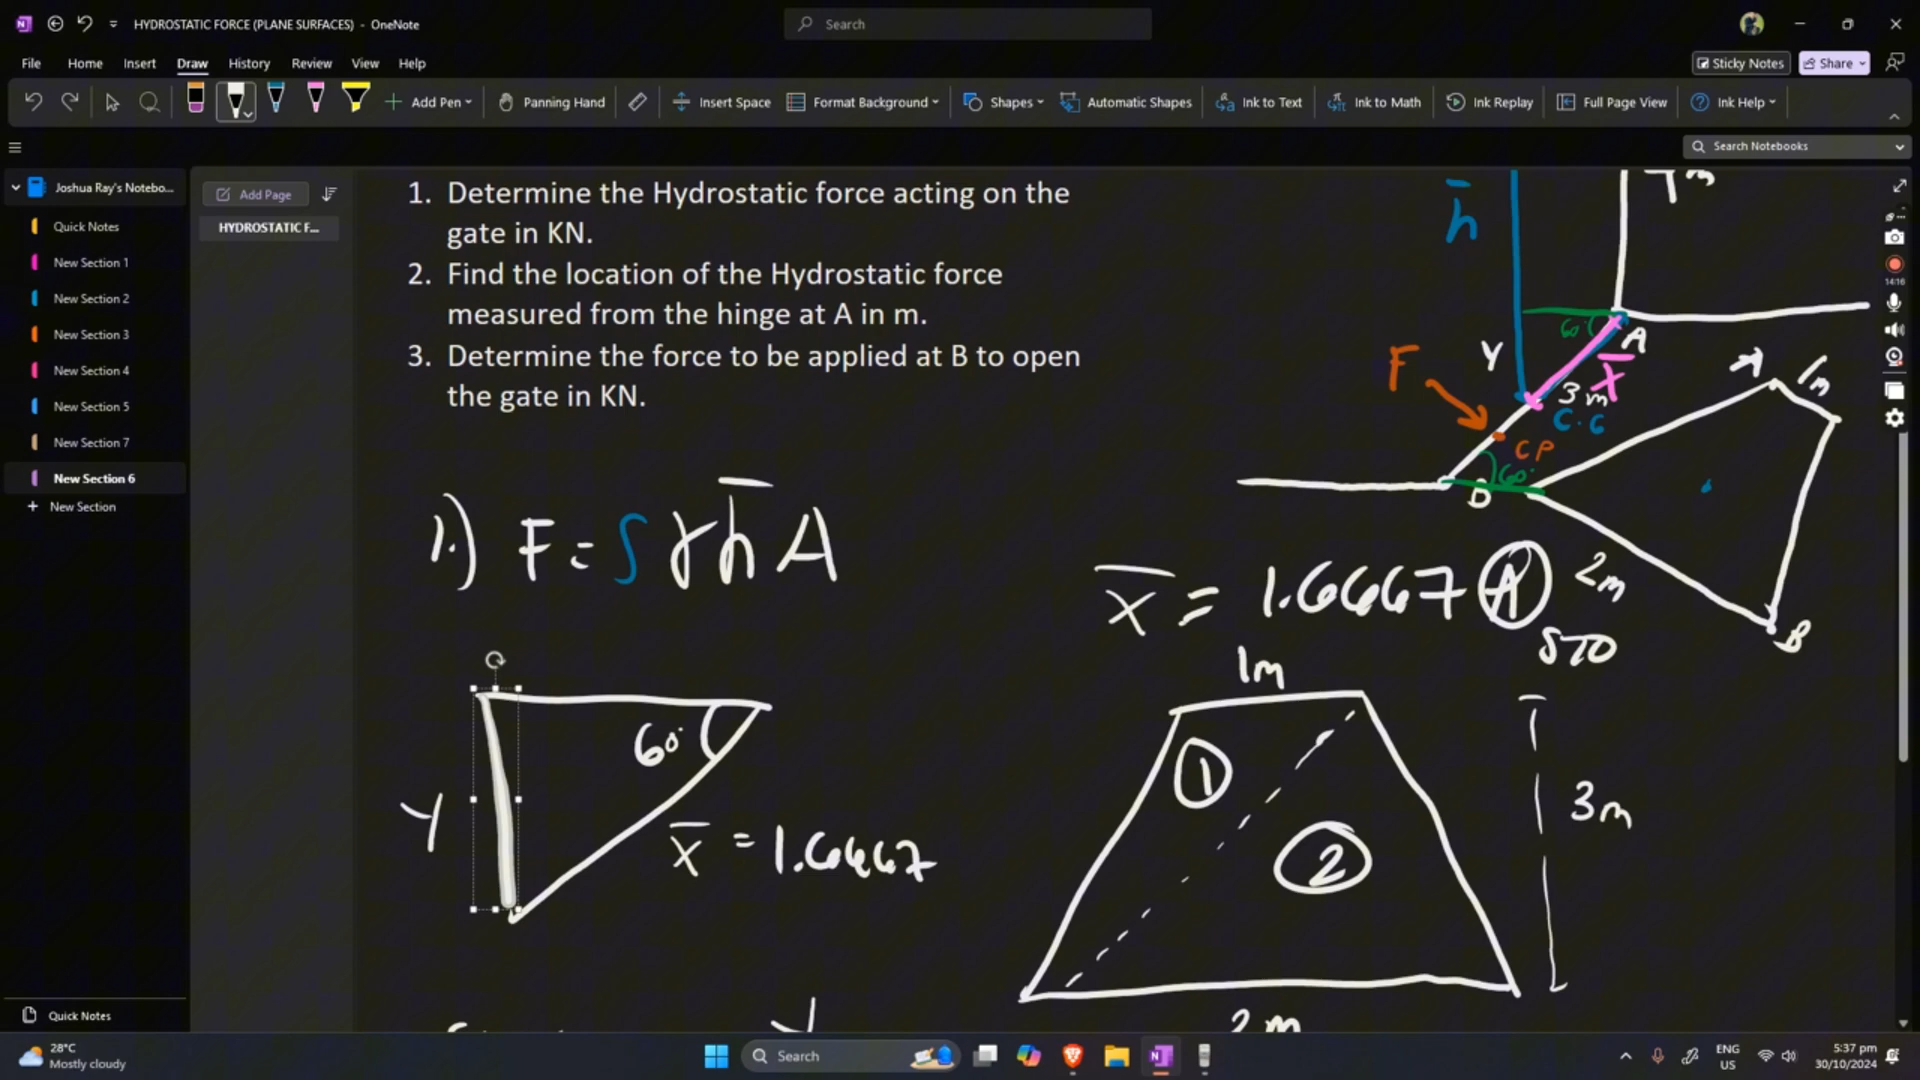 HYDROSTATIC FORCE (PLANE SURFACES) - OneNote
Search
File Home Insert Draw History Review View Help
Sticky Notes Share
Add Pen Panning Hand Insert Space Format Background Shapes Automatic Shapes Ink to Text Ink to Math Ink Replay Full Page View Ink Help
Search Notebooks
Joshua Ray's Notebo...
Quick Notes
New Section 1
New Section 2
New Section 3
New Section 4
New Section 5
New Section 7
New Section 6
New Section
Quick Notes
Add Page
HYDROSTATIC F...
1. Determine the Hydrostatic force acting on the
gate in KN.
2. Find the location of the Hydrostatic force
measured from the hinge at A in m.
3. Determine the force to be applied at B to open
the gate in KN.
h̅
60°
A
Y
F
x̅
3m
C.G
CP
60°
B
A
1m
2m
B
1.) F = ∫ γh̅A
x̅ = 1.6667 A
STO
60°
Y
x̅ = 1.6667
1m
1
2
3m
2m
14:16
28°C
Mostly cloudy
Search
ENG
US
5:37 pm
30/10/2024